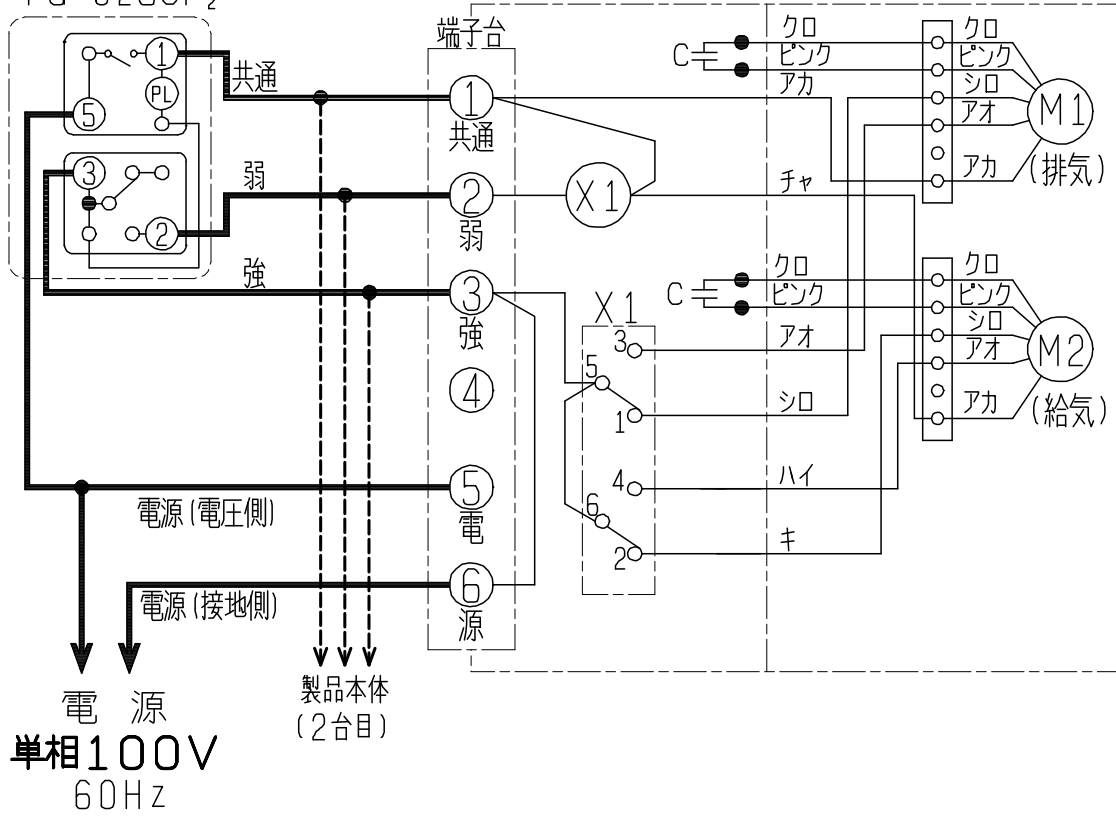 端子台
1
PL
5
3
2
共通
弱
強
1
共通
2
弱
3
強
4
5
電
6
源
電源(電圧側)
電源(接地側)
電 源
単相100V
60Hz
製品本体
(2台目)
X1
X1
3
5
1
4
6
2
C
クロ
ピンク
アカ
チャ
C
クロ
ピンク
アオ
シロ
ハイ
キ
クロ
ピンク
シロ
アオ
アカ
M1
(排気)
クロ
ピンク
シロ
アオ
アカ
M2
(給気)